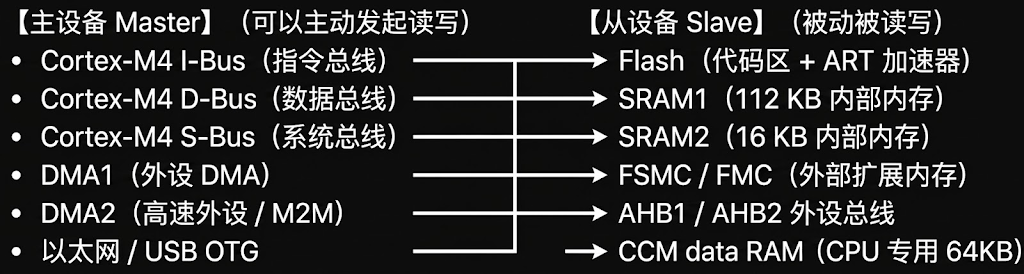 【主设备 Master】（可以主动发起读写）
• Cortex-M4 I-Bus（指令总线）
• Cortex-M4 D-Bus（数据总线）
• Cortex-M4 S-Bus（系统总线）
• DMA1（外设 DMA）
• DMA2（高速外设 / M2M）
• 以太网 / USB OTG
【从设备 Slave】（被动被读写）
Flash（代码区 + ART 加速器）
SRAM1（112 KB 内部内存）
SRAM2（16 KB 内部内存）
FSMC / FMC（外部扩展内存）
AHB1 / AHB2 外设总线
CCM data RAM（CPU 专用 64KB）